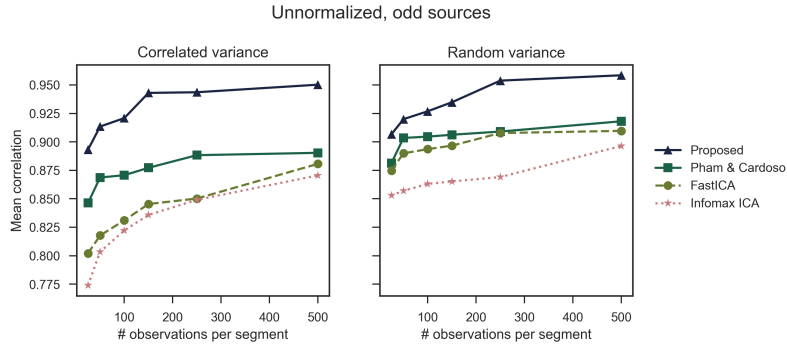 Unnormalized, odd sources
Correlated variance
Random variance
Mean correlation
0.950
0.925
0.900
0.875
0.850
0.825
0.800
0.775
100 200 300 400 500
# observations per segment
100 200 300 400 500
# observations per segment
Proposed
Pham & Cardoso
FastICA
Infomax ICA